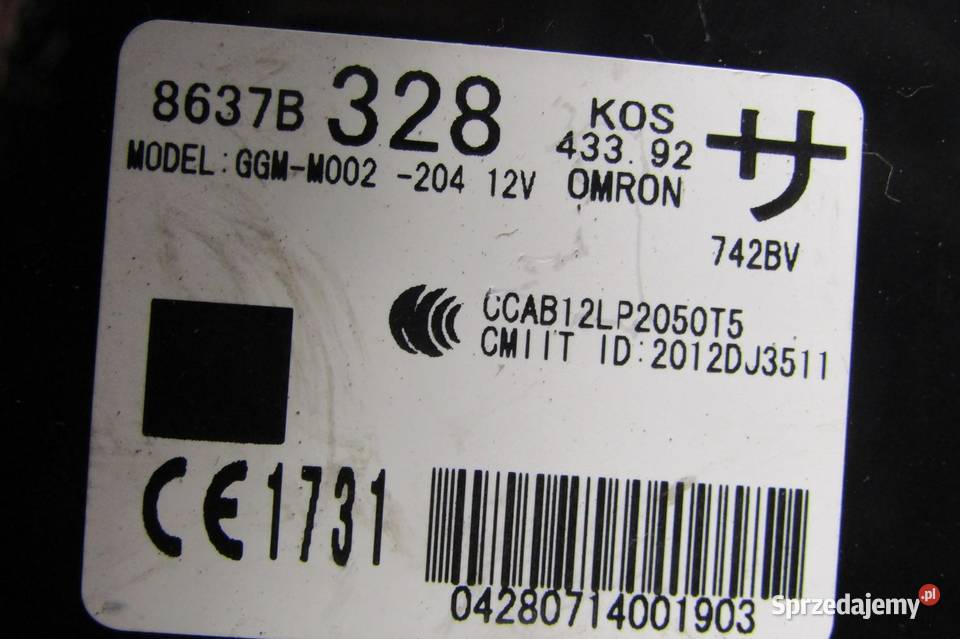 8637B 328 KOS サ
433.92
MODEL:GGM-M002 -204 12V OMRON
742BV
CCAB12LP2050T5
CMIIT ID:2012DJ3511
CE1731
04280714001903
Sprzedajemy.pl